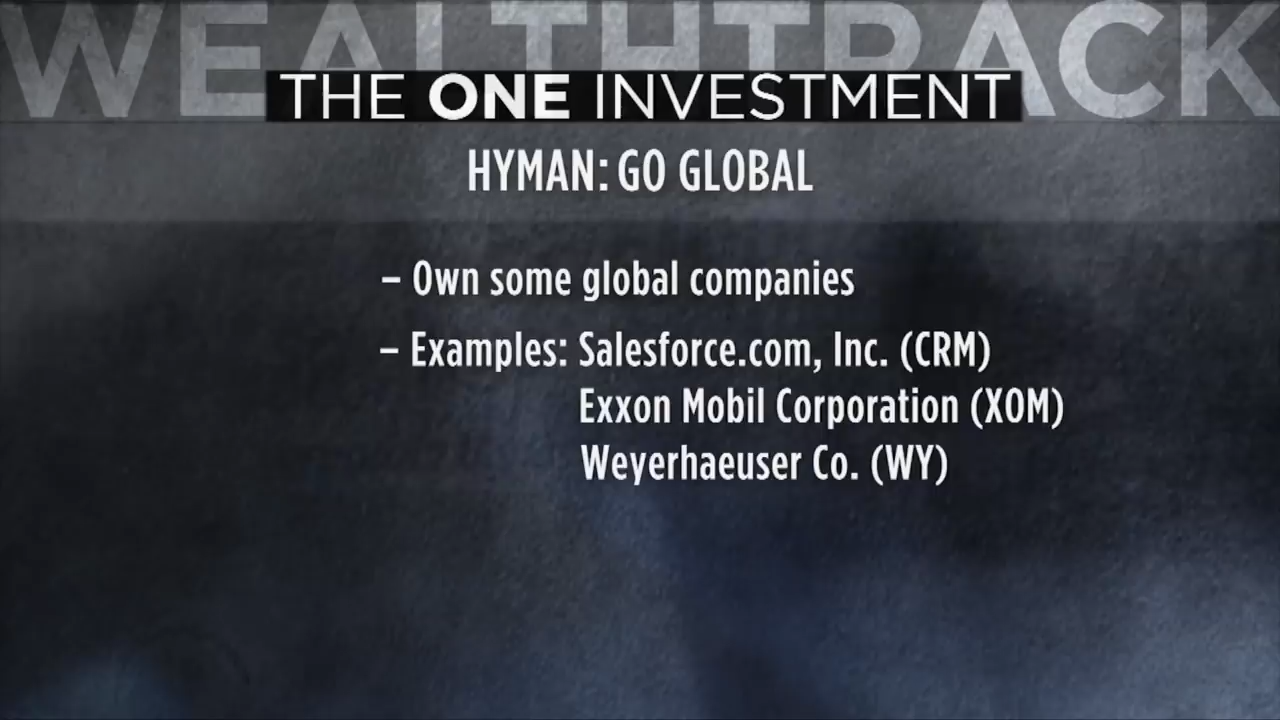 WEALTHTRACK
THE ONE INVESTMENT
HYMAN: GO GLOBAL
– Own some global companies
– Examples: Salesforce.com, Inc. (CRM)
Exxon Mobil Corporation (XOM)
Weyerhaeuser Co. (WY)